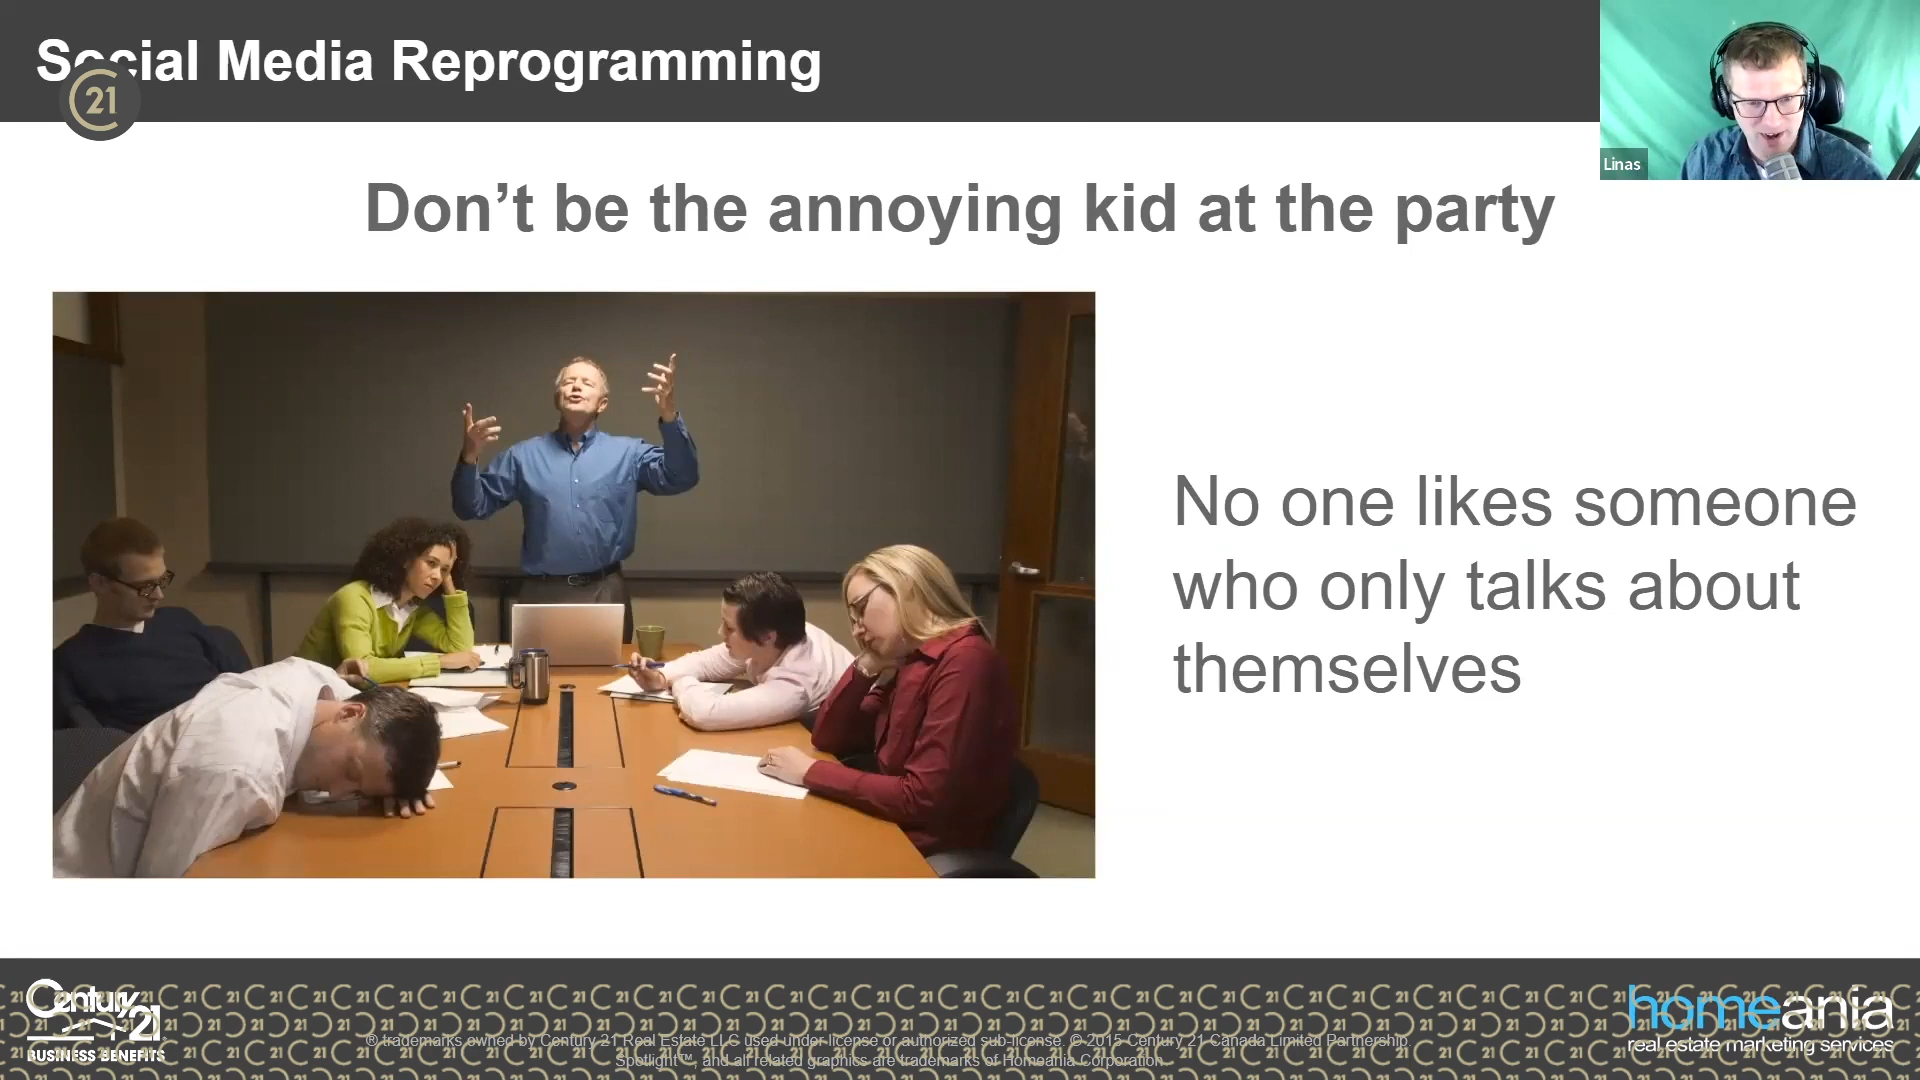 Social Media Reprogramming
21
Linas
Don’t be the annoying kid at the party
No one likes someone
who only talks about
themselves
Century 21
BUSINESS BENEFITS
® trademarks owned by Century 21 Real Estate LLC used under license or authorized sub-license. © 2015 Century 21 Canada Limited Partnership.
Spotlight™, and all related graphics are trademarks of Homeania Corporation.
homeania
real estate marketing services